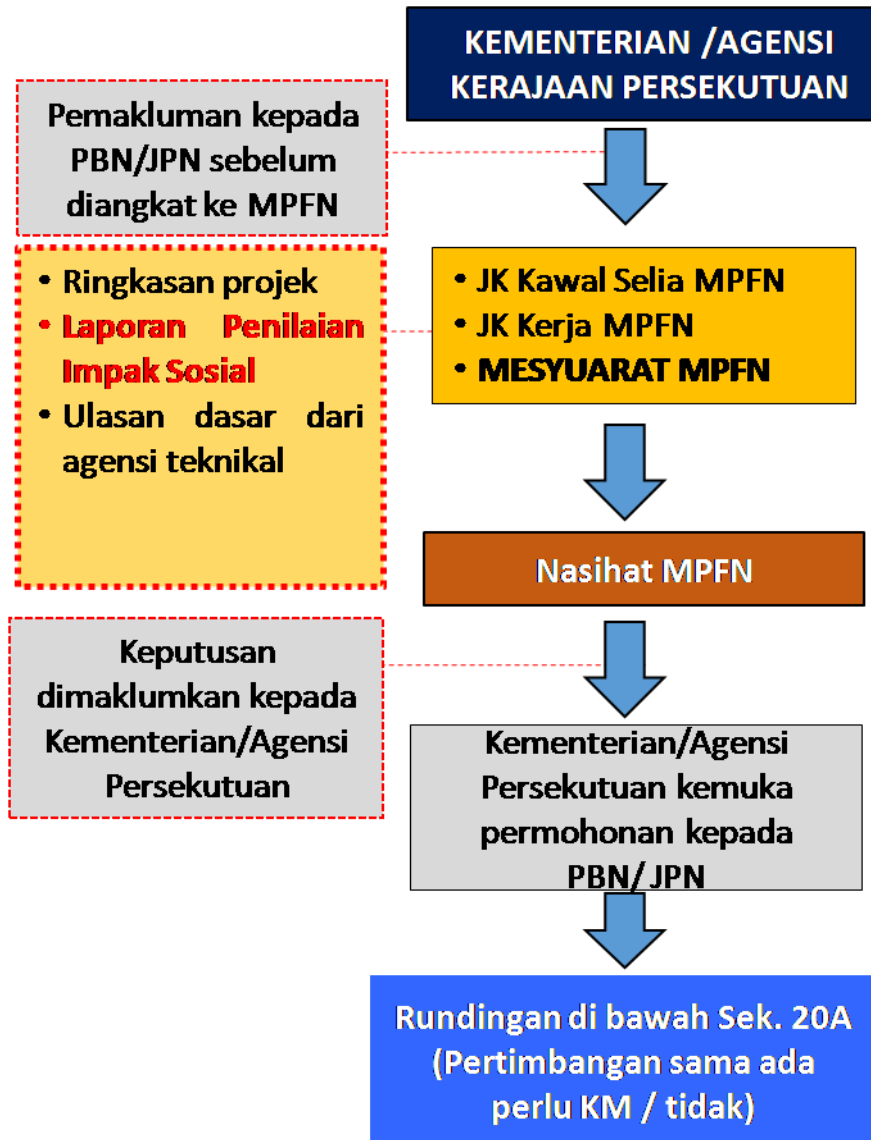 KEMENTERIAN /AGENSI
KERAJAAN PERSEKUTUAN
Pemakluman kepada
PBN/JPN sebelum
diangkat ke MPFN
• Ringkasan projek
• Laporan Penilaian
Impak Sosial
• Ulasan dasar dari
agensi teknikal
• JK Kawal Selia MPFN
• JK Kerja MPFN
• MESYUARAT MPFN
Nasihat MPFN
Keputusan
dimaklumkan kepada
Kementerian/Agensi
Persekutuan
Kementerian/Agensi
Persekutuan kemuka
permohonan kepada
PBN/ JPN
Rundingan di bawah Sek. 20A
(Pertimbangan sama ada
perlu KM / tidak)